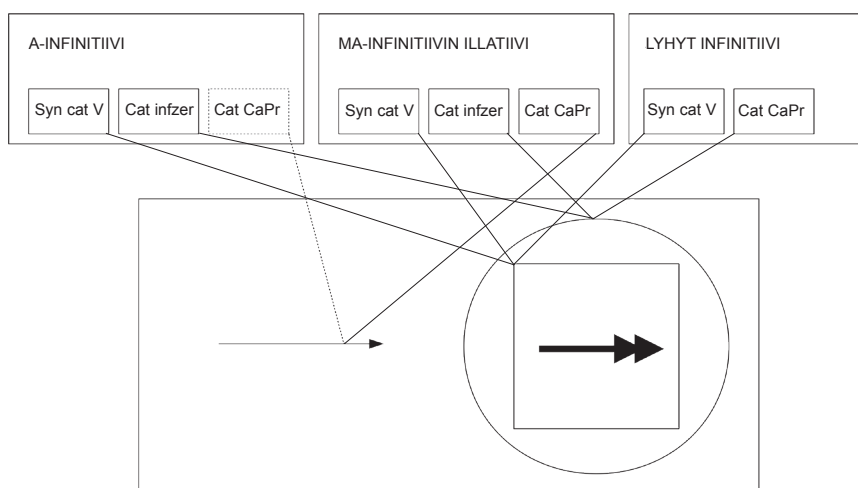 A-INFINITIIVI
Syn cat V Cat infzer Cat CaPr
MA-INFINITIIVIN ILLATIIVI
Syn cat V Cat infzer Cat CaPr
LYHYT INFINITIIVI
Syn cat V Cat CaPr